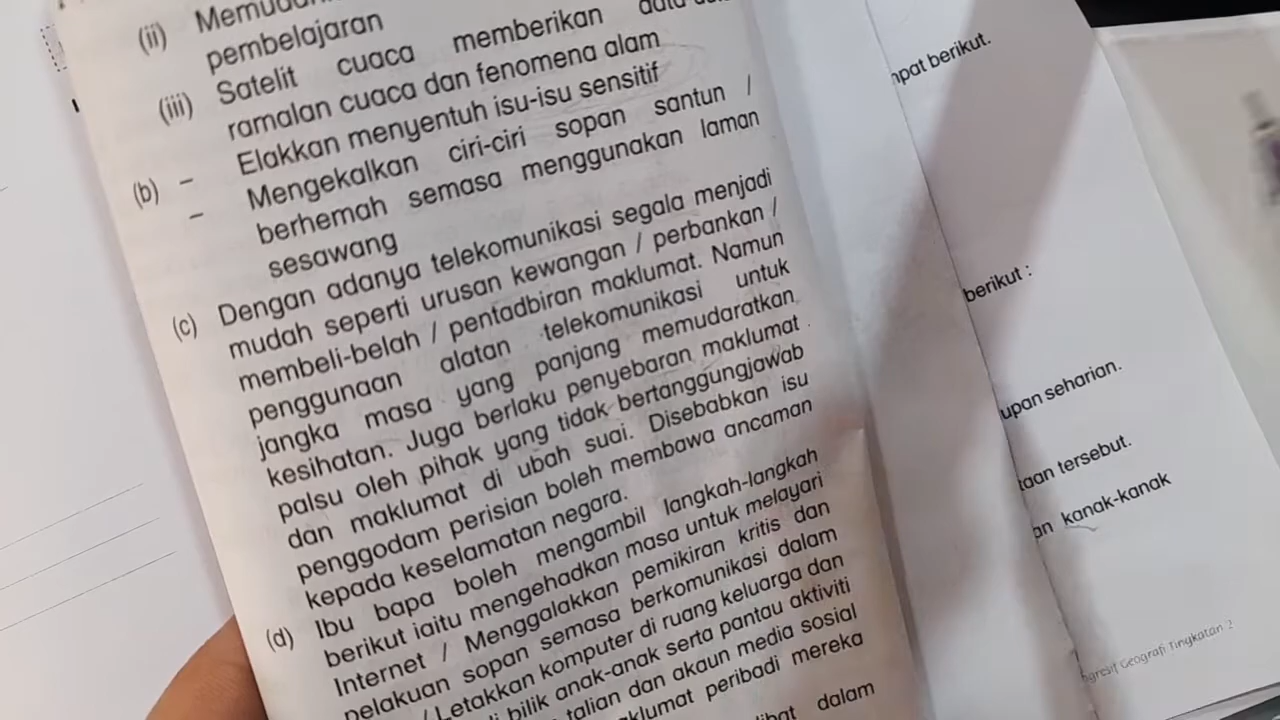 (ii)
pembelajaran
(iii) Satelit cuaca memberikan
ramalan cuaca dan fenomena alam
(b) – Elakkan menyentuh isu-isu sensitif
– Mengekalkan ciri-ciri sopan santun /
berhemah semasa menggunakan laman
sesawang
(c) Dengan adanya telekomunikasi segala menjadi
mudah seperti urusan kewangan / perbankan /
membeli-belah / pentadbiran maklumat. Namun
penggunaan alatan telekomunikasi untuk
jangka masa yang panjang memudaratkan
kesihatan. Juga berlaku penyebaran maklumat
palsu oleh pihak yang tidak bertanggungjawab
dan maklumat di ubah suai. Disebabkan isu
penggodam perisian boleh membawa ancaman
kepada keselamatan negara.
(d) Ibu bapa boleh mengambil langkah-langkah
berikut iaitu mengehadkan masa untuk melayari
Internet / Menggalakkan pemikiran kritis dan
pelakuan sopan semasa berkomunikasi dalam
/ Letakkan komputer di ruang keluarga dan
bilik anak-anak serta pantau aktiviti
talian dan akaun media sosial
peribadi mereka
dalam
berikut.
berikut :
seharian.
tersebut.
kanak-kanak
Geografi Tingkatan 2